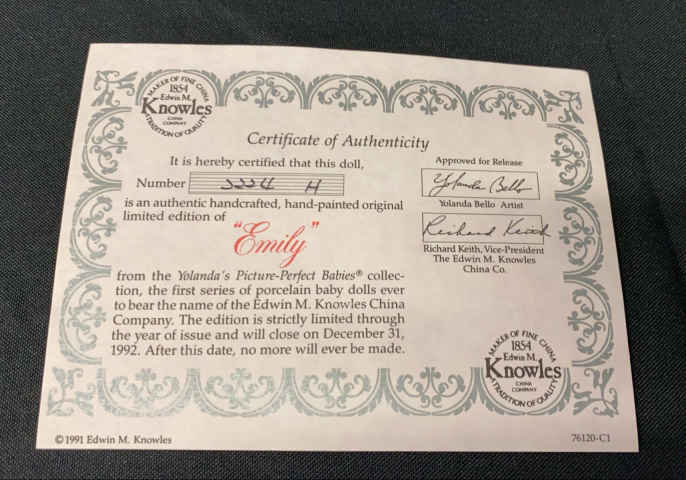 MAKER OF FINE CHINA
1854
Edwin M.
Knowles
CHINA
COMPANY
TRADITION OF QUALITY
Certificate of Authenticity
It is hereby certified that this doll,
Number
is an authentic handcrafted, hand-painted original
limited edition of
"Emily"
from the Yolanda's Picture-Perfect Babies® collec-
tion, the first series of porcelain baby dolls ever
to bear the name of the Edwin M. Knowles China
Company. The edition is strictly limited through
the year of issue and will close on December 31,
1992. After this date, no more will ever be made.
Approved for Release
Yolanda Bello
Yolanda Bello Artist
Richard Keith
Richard Keith, Vice-President
The Edwin M. Knowles
China Co.
MAKER OF FINE CHINA
1854
Edwin M.
Knowles
CHINA
COMPANY
TRADITION OF QUALITY
©1991 Edwin M. Knowles
76120-C1